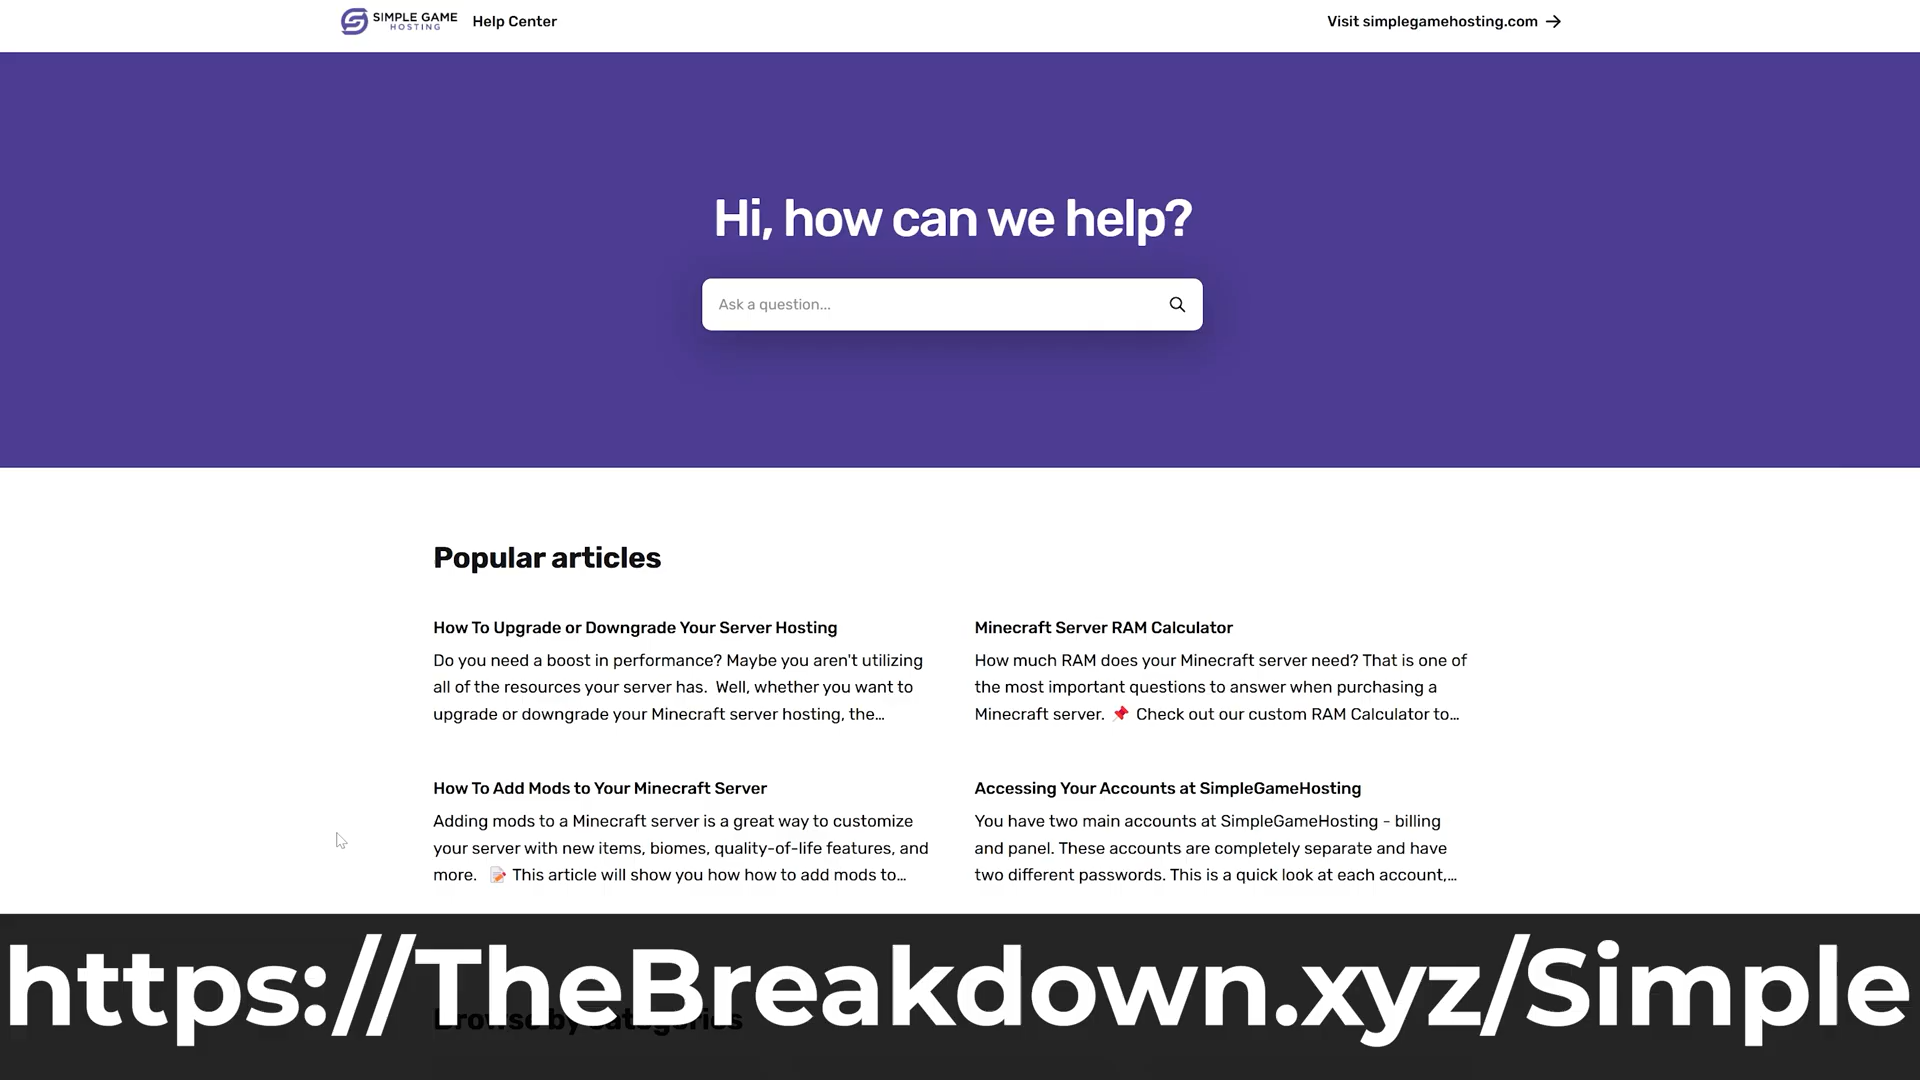 SIMPLE GAME
HOSTING
Help Center
Visit simplegamehosting.com →
Hi, how can we help?
Ask a question...
Popular articles
How To Upgrade or Downgrade Your Server Hosting
Do you need a boost in performance? Maybe you aren't utilizing
all of the resources your server has. Well, whether you want to
upgrade or downgrade your Minecraft server hosting, the...
Minecraft Server RAM Calculator
How much RAM does your Minecraft server need? That is one of
the most important questions to answer when purchasing a
Minecraft server. 📌 Check out our custom RAM Calculator to...
How To Add Mods to Your Minecraft Server
Adding mods to a Minecraft server is a great way to customize
your server with new items, biomes, quality-of-life features, and
more. 📝 This article will show you how how to add mods to...
Accessing Your Accounts at SimpleGameHosting
You have two main accounts at SimpleGameHosting - billing
and panel. These accounts are completely separate and have
two different passwords. This is a quick look at each account,...
https://TheBreakdown.xyz/Simple
Browse by categories